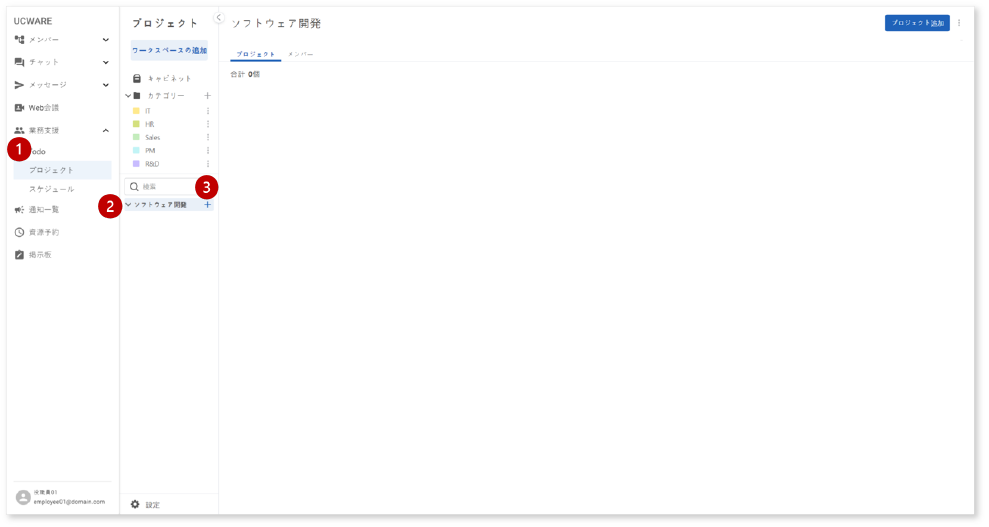 UCWARE
メンバー
チャット
メッセージ
Web会議
業務支援
1
odo
プロジェクト
スケジュール
通知一覧
資源予約
掲示板
役職員01
employee01@domain.com
プロジェクト
ワークスペースの追加
キャビネット
カテゴリー
IT
HR
Sales
PM
R&D
検索
3
2
ソフトウェア開発
設定
ソフトウェア開発
プロジェクト追加
プロジェクト メンバー
合計 0個